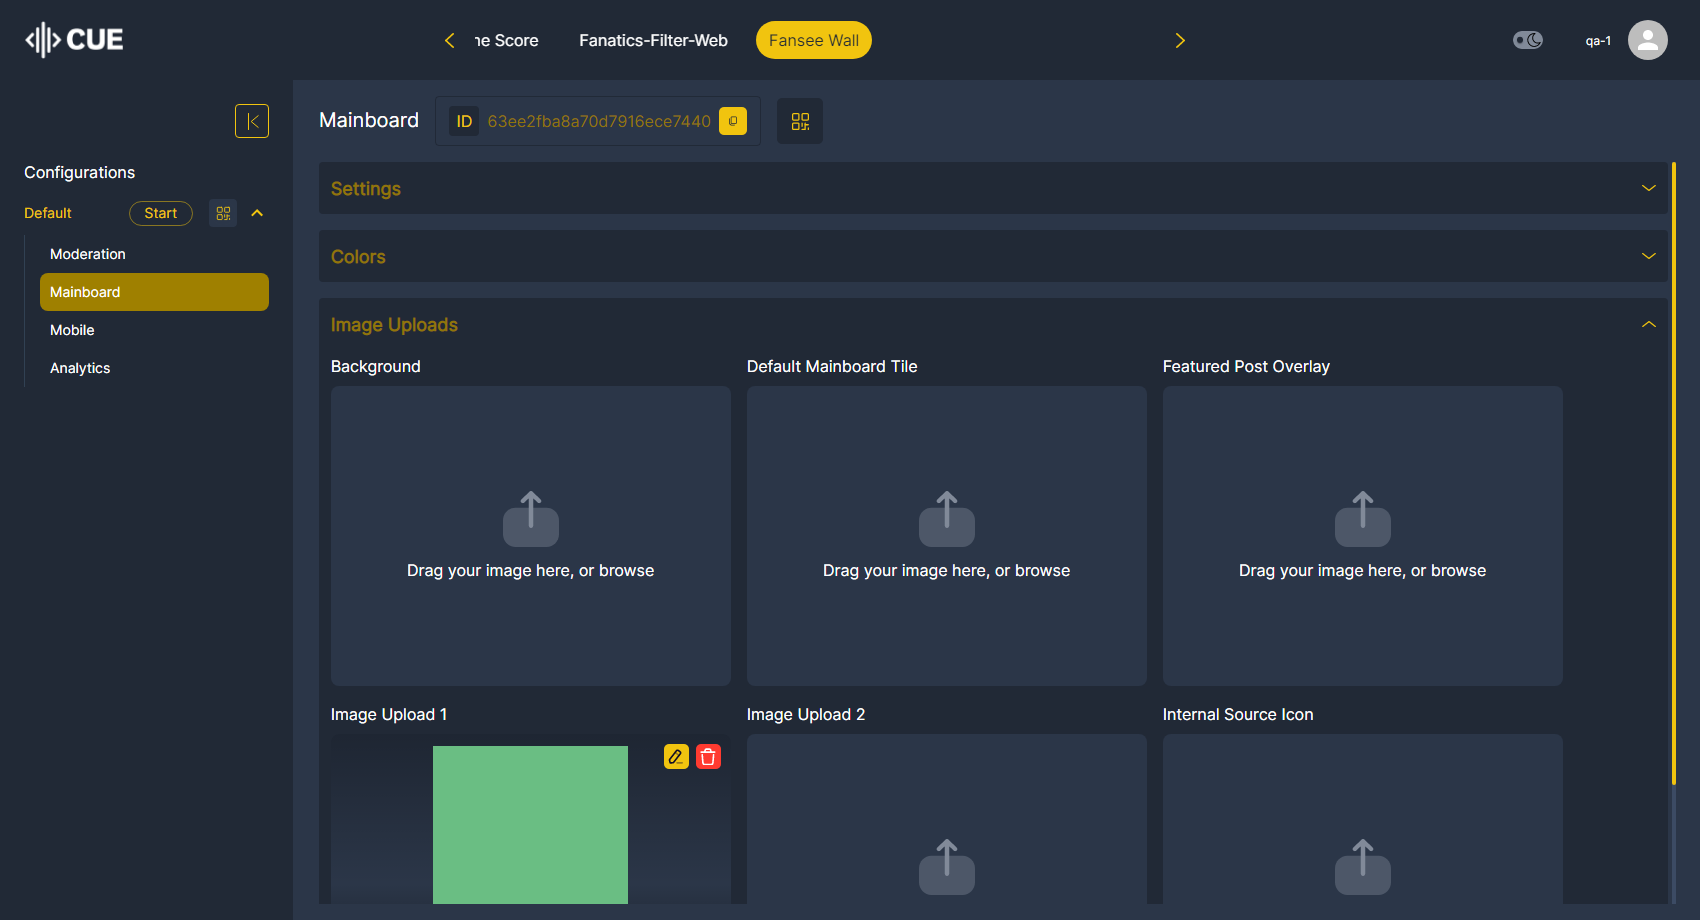 CUE
ne Score
Fanatics-Filter-Web
Fansee Wall
qa-1
Configurations
Default
Start
Moderation
Mainboard
Mobile
Analytics
Mainboard
ID
63ee2fba8a70d7916ece7440
Settings
Colors
Image Uploads
Background
Default Mainboard Tile
Featured Post Overlay
Drag your image here, or browse
Drag your image here, or browse
Drag your image here, or browse
Image Upload 1
Image Upload 2
Internal Source Icon